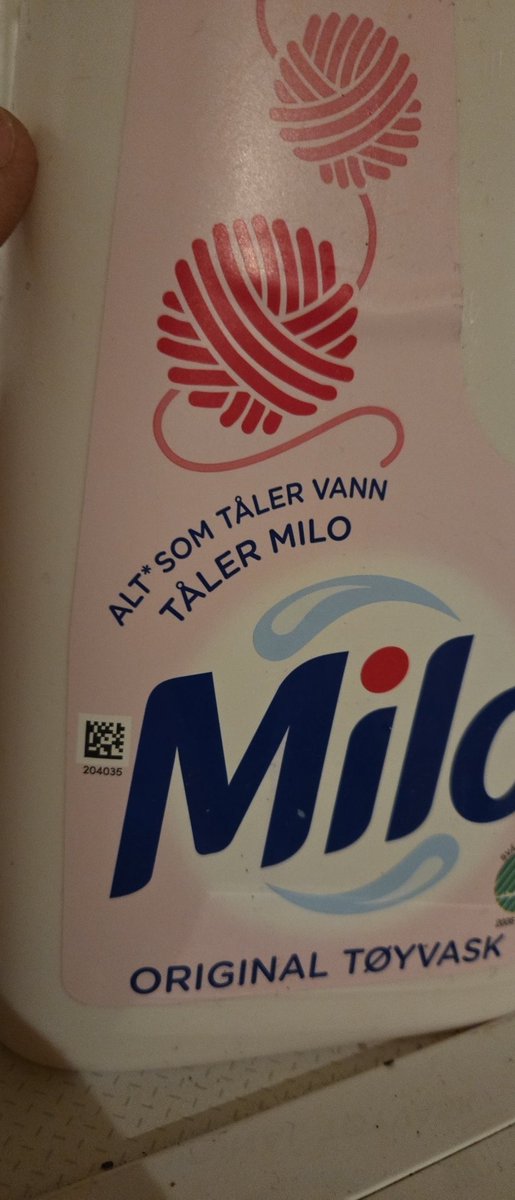 ALT* SOM TÅLER VANN
TÅLER MILO
Milo
204035
ORIGINAL TØYVASK